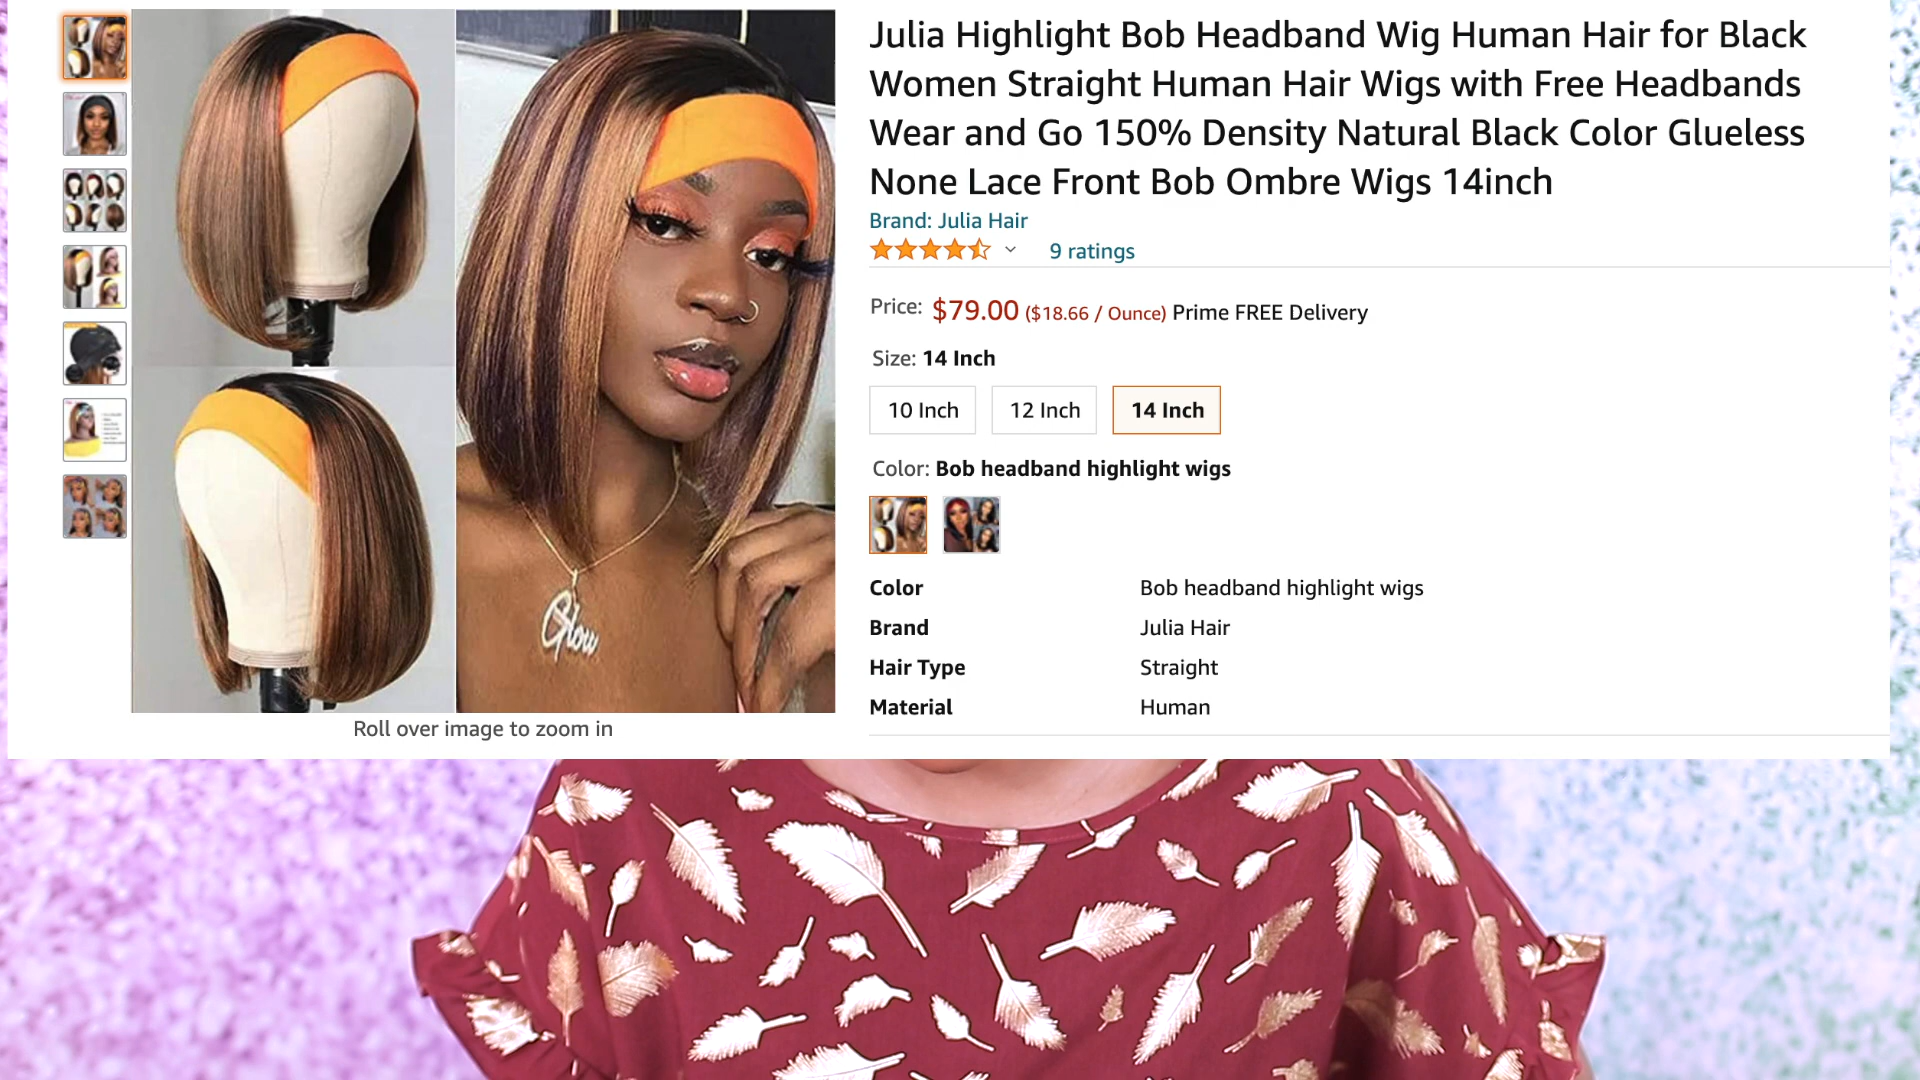 Julia Highlight Bob Headband Wig Human Hair for Black
Women Straight Human Hair Wigs with Free Headbands
Wear and Go 150% Density Natural Black Color Glueless
None Lace Front Bob Ombre Wigs 14inch
Brand: Julia Hair
9 ratings
Price: $79.00 ($18.66 / Ounce) Prime FREE Delivery
Size: 14 Inch
10 Inch
12 Inch
14 Inch
Color: Bob headband highlight wigs
Color Bob headband highlight wigs
Brand Julia Hair
Hair Type Straight
Material Human
Glow
Roll over image to zoom in